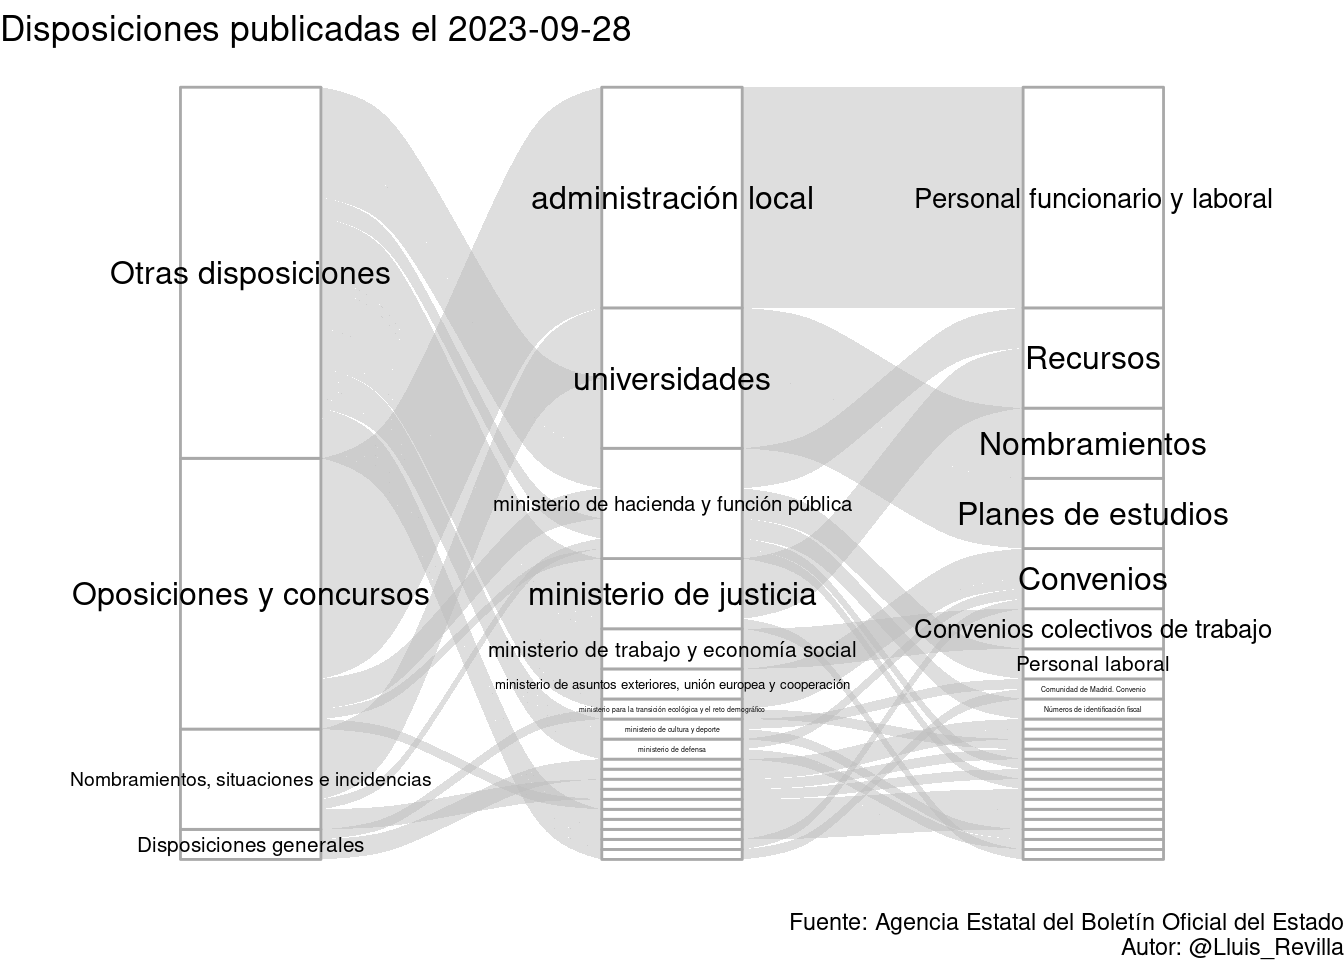 Disposiciones publicadas el 2023-09-28
Otras disposiciones
Oposiciones y concursos
Nombramientos, situaciones e incidencias
Disposiciones generales
administración local
universidades
ministerio de hacienda y función pública
ministerio de justicia
ministerio de trabajo y economía social
ministerio de asuntos exteriores, unión europea y cooperación
ministerio para la transición ecológica y el reto demográfico
ministerio de cultura y deporte
ministerio de defensa
Personal funcionario y laboral
Recursos
Nombramientos
Planes de estudios
Convenios
Convenios colectivos de trabajo
Personal laboral
Comunidad de Madrid. Convenio
Números de identificación fiscal
Fuente: Agencia Estatal del Boletín Oficial del Estado
Autor: @Lluis_Revilla